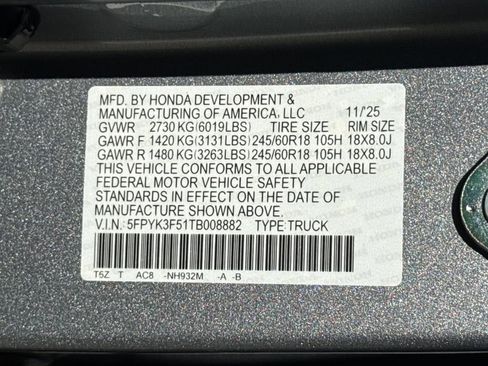 MFD. BY HONDA DEVELOPMENT &
MANUFACTURING OF AMERICA, LLC 11/'25
GVWR 2730 KG(6019LBS) TIRE SIZE RIM SIZE
GAWR F 1420 KG(3131LBS) 245/60R18 105H 18X8.0J
GAWR R 1480 KG(3263LBS) 245/60R18 105H 18X8.0J
THIS VEHICLE CONFORMS TO ALL APPLICABLE
FEDERAL MOTOR VEHICLE SAFETY
STANDARDS IN EFFECT ON THE DATE OF
MANUFACTURE SHOWN ABOVE.
V.I.N.: 5FPYK3F51TB008882 TYPE:TRUCK
T5Z T AC8 -NH932M -A -B